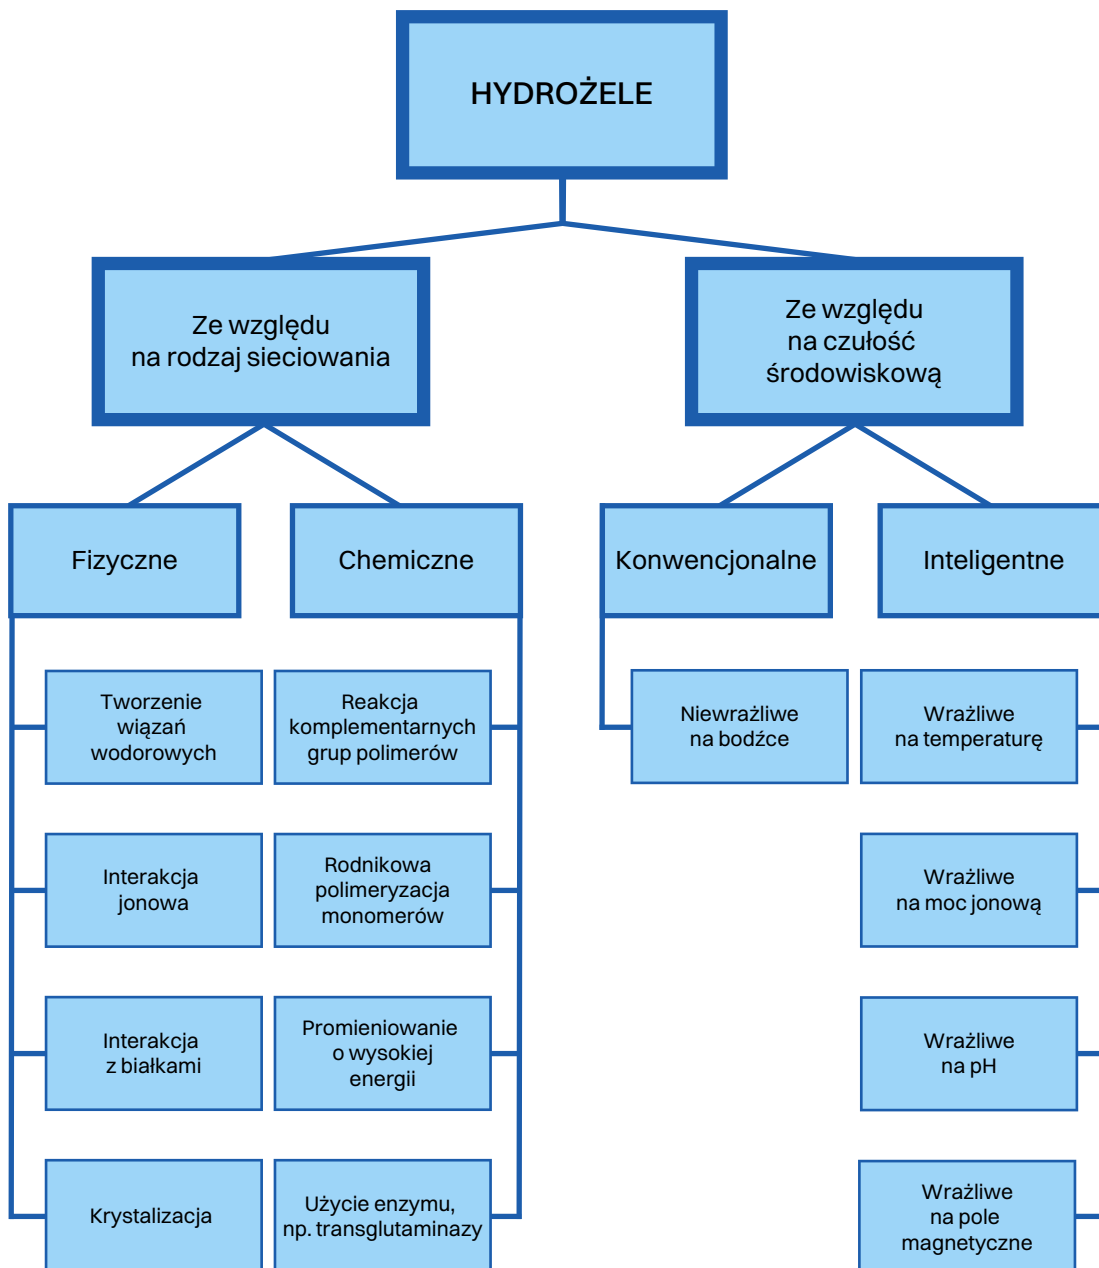 HYDROŻELE
Ze względu
na rodzaj sieciowania
Ze względu
na czułość
środowiskową
Fizyczne
Chemiczne
Konwencjonalne
Inteligentne
Tworzenie
wiązań
wodorowych
Reakcja
komplementarnych
grup polimerów
Niewrażliwe
na bodźce
Wrażliwe
na temperaturę
Interakcja
jonowa
Rodnikowa
polimeryzacja
monomerów
Wrażliwe
na moc jonową
Interakcja
z białkami
Promieniowanie
o wysokiej
energii
Wrażliwe
na pH
Krystalizacja
Użycie enzymu,
np. transglutaminazy
Wrażliwe
na pole
magnetyczne